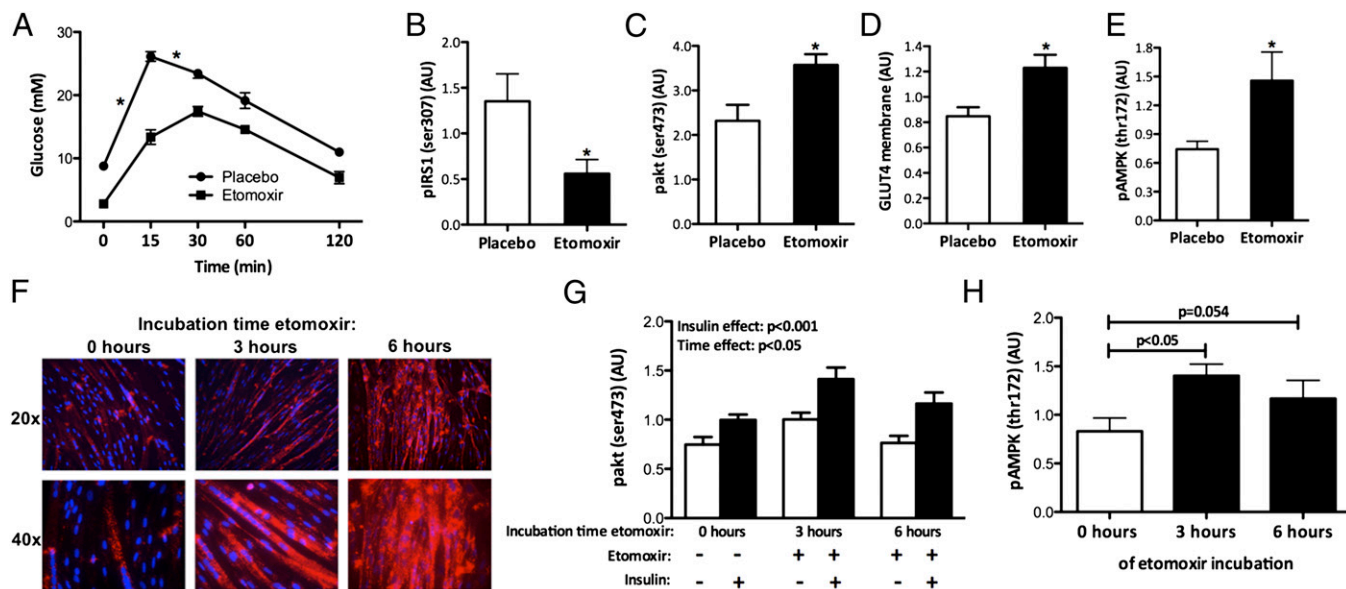 A
Glucose (mM)
30
20
10
0
0 15 30 60 120
Time (min)
Placebo
Etomoxir
*
*
B
pIRS1 (ser307) (AU)
2.0
1.5
1.0
0.5
0.0
*
Placebo Etomoxir
C
pakt (ser473) (AU)
4.0
3.0
2.0
1.0
0.0
*
Placebo Etomoxir
D
GLUT4 membrane (AU)
1.4
1.2
1.0
0.8
0.6
0.4
0.2
0.0
*
Placebo Etomoxir
E
pAMPK (thr172) (AU)
1.8
1.5
1.2
0.9
0.6
0.3
0.0
*
Placebo Etomoxir
F
Incubation time etomoxir:
0 hours 3 hours 6 hours
20x
40x
G
pakt (ser473) (AU)
2.0
1.5
1.0
0.5
0.0
Insulin effect: p<0.001
Time effect: p<0.05
Incubation time etomoxir: 0 hours 3 hours 6 hours
Etomoxir: - - + + + +
Insulin: - + - + - +
H
pAMPK (thr172) (AU)
2.0
1.5
1.0
0.5
0.0
p=0.054
p<0.05
0 hours 3 hours 6 hours
of etomoxir incubation